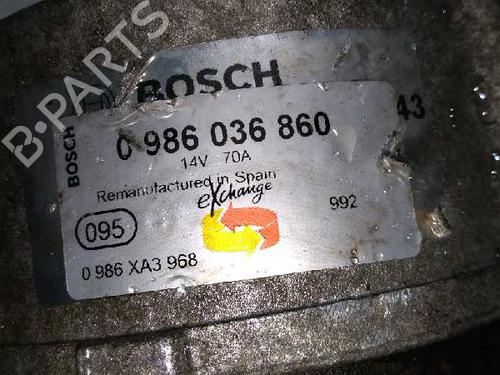 B-PARTS
BOSCH
43
BOSCH
0 986 036 860
14V 70A
Remanufactured in Spain
eXchange
095
992
0 986 XA3 968